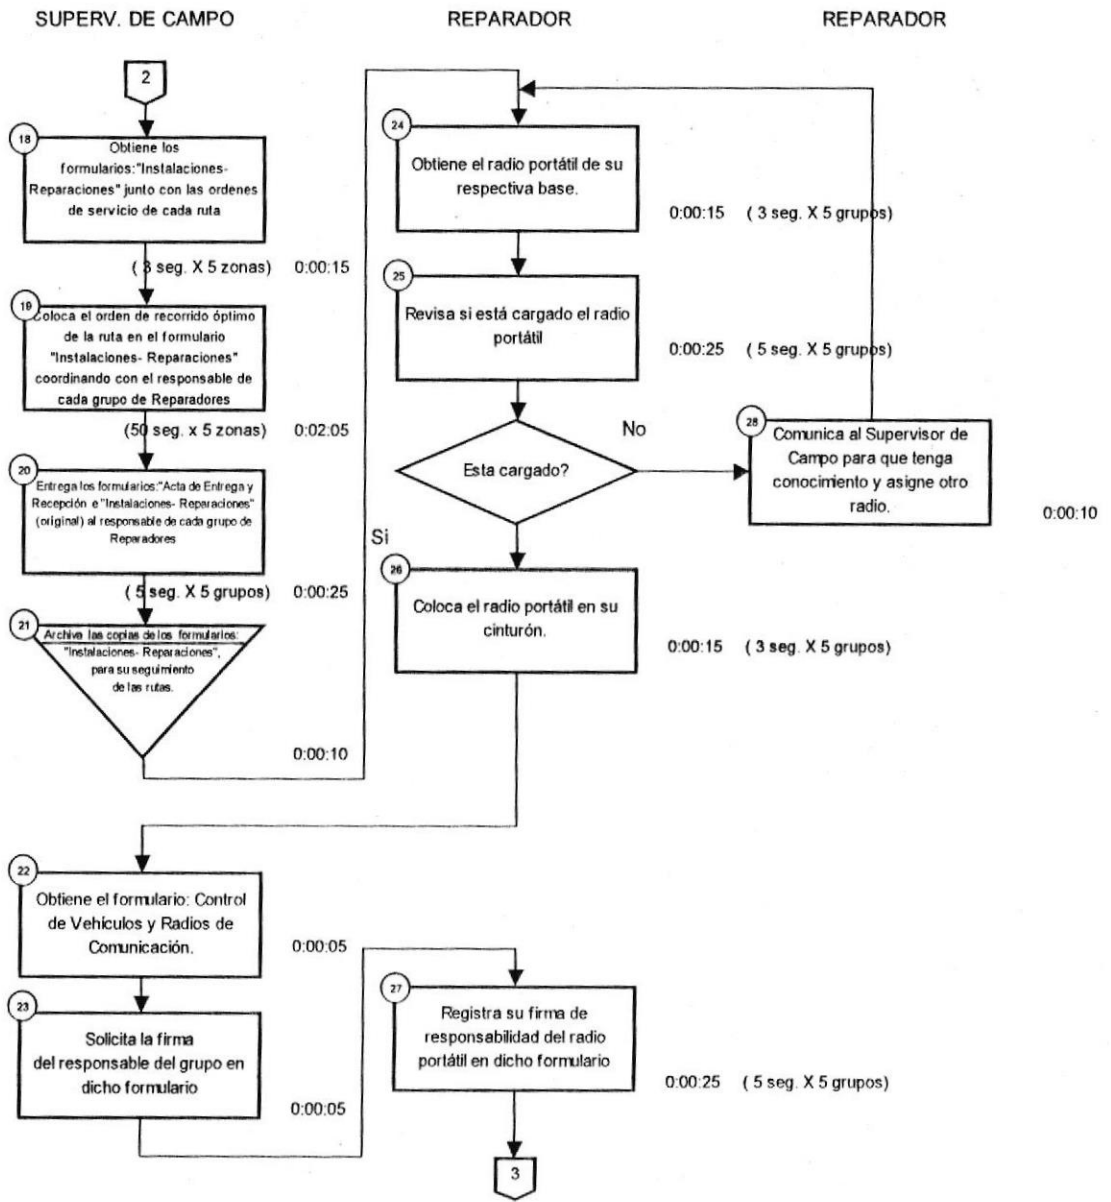 SUPERV. DE CAMPO
REPARADOR
REPARADOR
2
18
Obtiene los
formularios:"Instalaciones-
Reparaciones" junto con las ordenes
de servicio de cada ruta
( 3 seg. X 5 zonas) 0:00:15
19
Coloca el orden de recorrido óptimo
de la ruta en el formulario
"Instalaciones- Reparaciones"
coordinando con el responsable de
cada grupo de Reparadores
(50 seg. x 5 zonas) 0:02:05
20
Entrega los formularios:"Acta de Entrega y
Recepción e "Instalaciones- Reparaciones"
(original) al responsable de cada grupo de
Reparadores
( 5 seg. X 5 grupos) 0:00:25
21
Archiva las copias de los formularios:
"Instalaciones- Reparaciones",
para su seguimiento
de las rutas.
0:00:10
24
Obtiene el radio portátil de su
respectiva base.
0:00:15 ( 3 seg. X 5 grupos)
25
Revisa si está cargado el radio
portátil
0:00:25 ( 5 seg. X 5 grupos)
Esta cargado?
No
Si
28
Comunica al Supervisor de
Campo para que tenga
conocimiento y asigne otro
radio.
0:00:10
26
Coloca el radio portátil en su
cinturón.
0:00:15 ( 3 seg. X 5 grupos)
22
Obtiene el formulario: Control
de Vehículos y Radios de
Comunicación.
0:00:05
23
Solicita la firma
del responsable del grupo en
dicho formulario
0:00:05
27
Registra su firma de
responsabilidad del radio
portátil en dicho formulario
0:00:25 ( 5 seg. X 5 grupos)
3